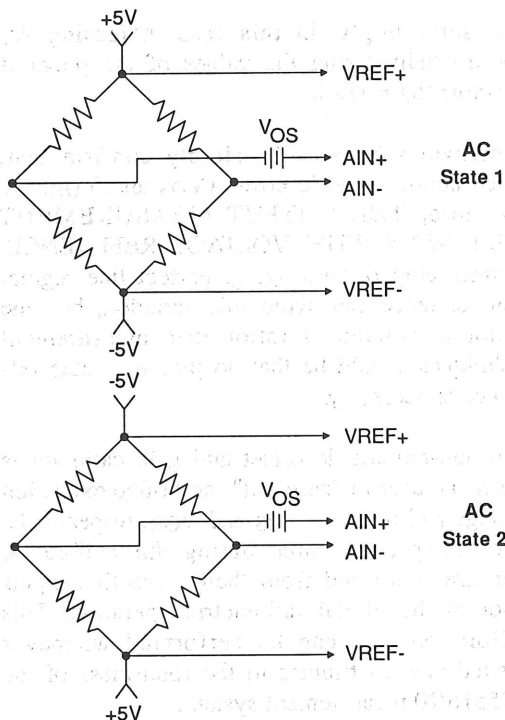 +5V
VREF+
VOS
AIN+
AC
State 1
AIN-
VREF-
-5V
-5V
VREF+
VOS
AIN+
AC
State 2
AIN-
VREF-
+5V